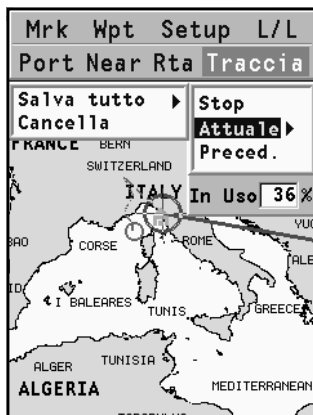 Mrk Wpt Setup L/L
Port Near Rta Traccia
Salva tutto
Cancella
Stop
Attuale
Preced.
In Uso 36 %
FRANCE BERN
SWITZERLAND
ITALY
CORSE ROME
BALEARES
TUNIS
GREECE
ALGER TUNISIA
ALGERIA
MEDITERRANEAN